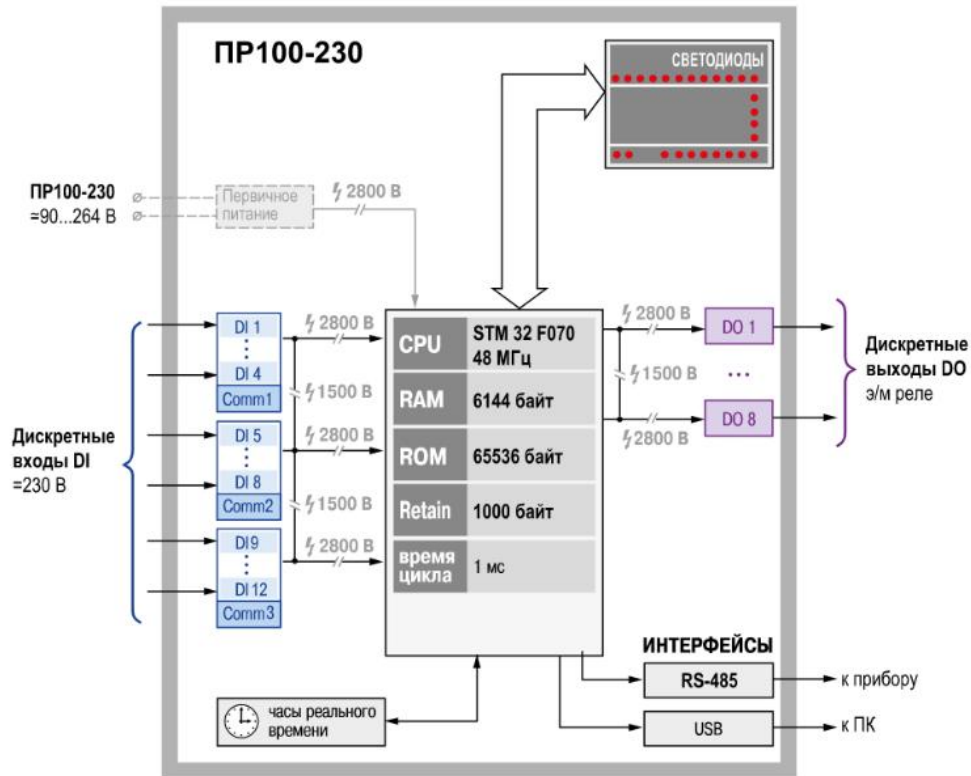 ПР100-230
СВЕТОДИОДЫ
ПР100-230
=90...264 В
Первичное
питание
2800 В
Дискретные
входы DI
=230 В
DI 1
DI 4
Comm1
2800 В
1500 В
DI 5
DI 8
Comm2
2800 В
1500 В
DI9
DI 12
Comm3
2800 В
CPU
STM 32 F070
48 МГц
RAM
6144 байт
ROM
65536 байт
Retain
1000 байт
время
цикла
1 мс
2800 В
DO 1
1500 В
...
2800 В
DO 8
Дискретные
выходы DO
э/м реле
ИНТЕРФЕЙСЫ
RS-485
к прибору
USB
к ПК
часы реального
времени